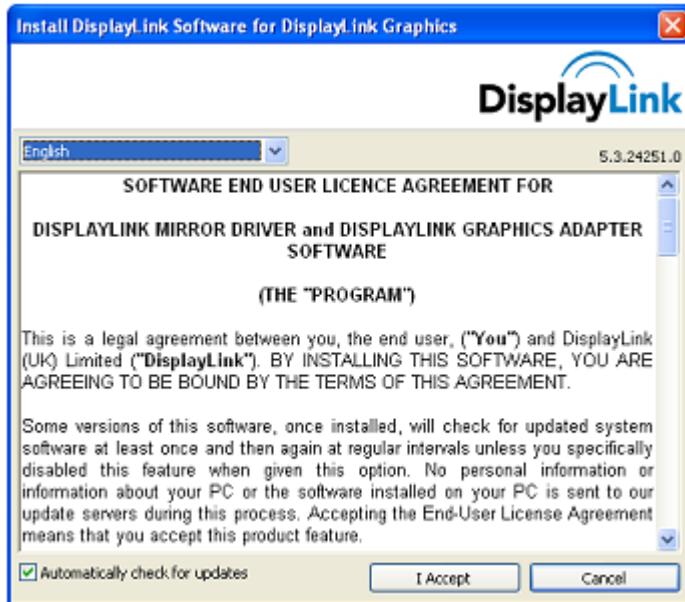 Install DisplayLink Software for DisplayLink Graphics
DisplayLink
English
5.3.24251.0
SOFTWARE END USER LICENCE AGREEMENT FOR
DISPLAYLINK MIRROR DRIVER and DISPLAYLINK GRAPHICS ADAPTER
SOFTWARE
(THE "PROGRAM")
This is a legal agreement between you, the end user, ("You") and DisplayLink
(UK) Limited ("DisplayLink"). BY INSTALLING THIS SOFTWARE, YOU ARE
AGREEING TO BE BOUND BY THE TERMS OF THIS AGREEMENT.
Some versions of this software, once installed, will check for updated system
software at least once and then again at regular intervals unless you specifically
disabled this feature when given this option. No personal information or
information about your PC or the software installed on your PC is sent to our
update servers during this process. Accepting the End-User License Agreement
means that you accept this product feature.
Automatically check for updates
I Accept
Cancel